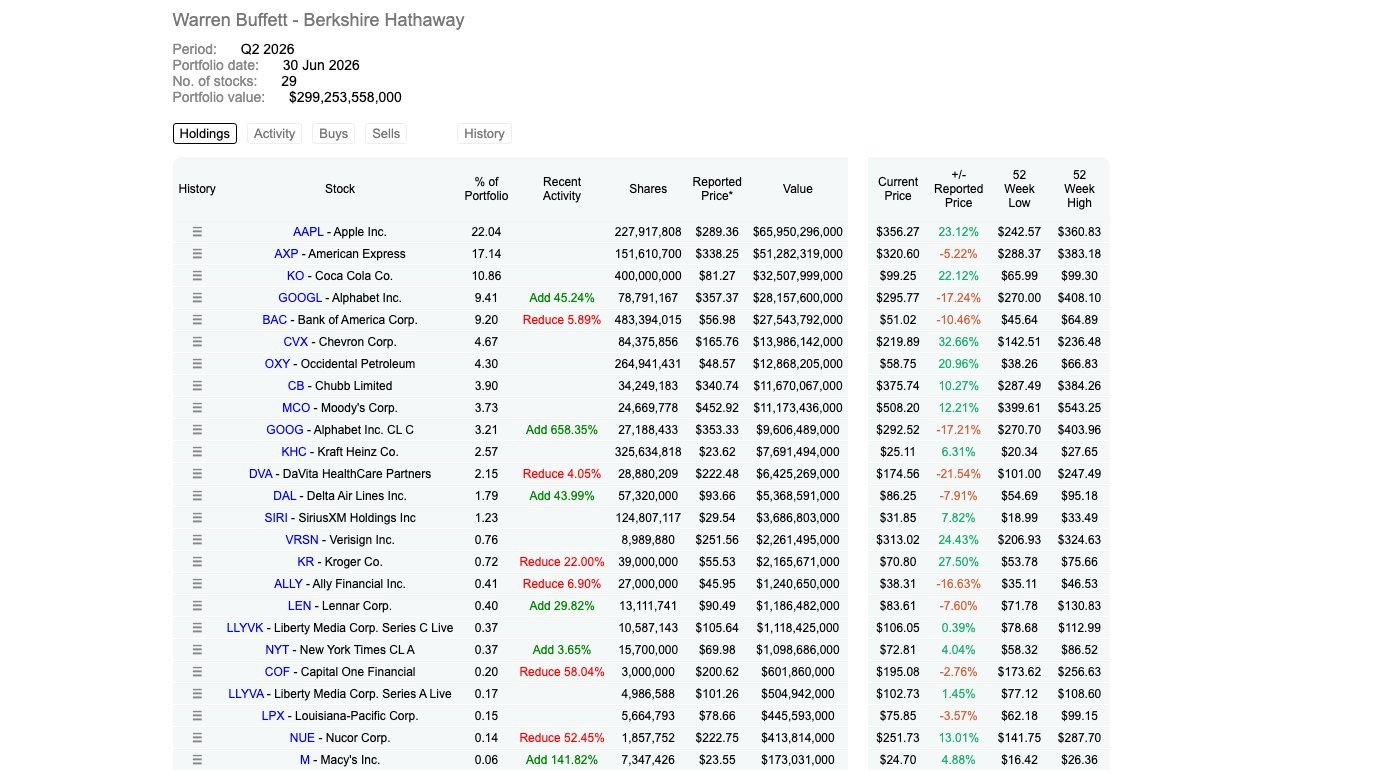 Warren Buffett - Berkshire Hathaway
Period: Q2 2026
Portfolio date: 30 Jun 2026
No. of stocks: 29
Portfolio value: $299,253,558,000
Holdings Activity Buys Sells History
History Stock % of Portfolio Recent Activity Shares Reported Price* Value Current Price +/- Reported Price 52 Week Low 52 Week High
AAPL - Apple Inc. 22.04 227,917,808 $289.36 $65,950,296,000 $356.27 23.12% $242.57 $360.83
AXP - American Express 17.14 151,610,700 $338.25 $51,282,319,000 $320.60 -5.22% $288.37 $383.18
KO - Coca Cola Co. 10.86 400,000,000 $81.27 $32,507,999,000 $99.25 22.12% $65.99 $99.30
GOOGL - Alphabet Inc. 9.41 Add 45.24% 78,791,167 $357.37 $28,157,600,000 $295.77 -17.24% $270.00 $408.10
BAC - Bank of America Corp. 9.20 Reduce 5.89% 483,394,015 $56.98 $27,543,792,000 $51.02 -10.46% $45.64 $64.89
CVX - Chevron Corp. 4.67 84,375,856 $165.76 $13,986,142,000 $219.89 32.66% $142.51 $236.48
OXY - Occidental Petroleum 4.30 264,941,431 $48.57 $12,868,205,000 $58.75 20.96% $38.26 $66.83
CB - Chubb Limited 3.90 34,249,183 $340.74 $11,670,067,000 $375.74 10.27% $287.49 $384.26
MCO - Moody's Corp. 3.73 24,669,778 $452.92 $11,173,436,000 $508.20 12.21% $399.61 $543.25
GOOG - Alphabet Inc. CL C 3.21 Add 658.35% 27,188,433 $353.33 $9,606,489,000 $292.52 -17.21% $270.70 $403.96
KHC - Kraft Heinz Co. 2.57 325,634,818 $23.62 $7,691,494,000 $25.11 6.31% $20.34 $27.65
DVA - DaVita HealthCare Partners 2.15 Reduce 4.05% 28,880,209 $222.48 $6,425,269,000 $174.56 -21.54% $101.00 $247.49
DAL - Delta Air Lines Inc. 1.79 Add 43.99% 57,320,000 $93.66 $5,368,591,000 $86.25 -7.91% $54.69 $95.18
SIRI - SiriusXM Holdings Inc 1.23 124,807,117 $29.54 $3,686,803,000 $31.85 7.82% $18.99 $33.49
VRSN - Verisign Inc. 0.76 8,989,880 $251.56 $2,261,495,000 $313.02 24.43% $206.93 $324.63
KR - Kroger Co. 0.72 Reduce 22.00% 39,000,000 $55.53 $2,165,671,000 $70.80 27.50% $53.78 $75.66
ALLY - Ally Financial Inc. 0.41 Reduce 6.90% 27,000,000 $45.95 $1,240,650,000 $38.31 -16.63% $35.11 $46.53
LEN - Lennar Corp. 0.40 Add 29.82% 13,111,741 $90.49 $1,186,482,000 $83.61 -7.60% $71.78 $130.83
LLYVK - Liberty Media Corp. Series C Live 0.37 10,587,143 $105.64 $1,118,425,000 $106.05 0.39% $78.68 $112.99
NYT - New York Times CL A 0.37 Add 3.65% 15,700,000 $69.98 $1,098,686,000 $72.81 4.04% $58.32 $86.52
COF - Capital One Financial 0.20 Reduce 58.04% 3,000,000 $200.62 $601,860,000 $195.08 -2.76% $173.62 $256.63
LLYVA - Liberty Media Corp. Series A Live 0.17 4,986,588 $101.26 $504,942,000 $102.73 1.45% $77.12 $108.60
LPX - Louisiana-Pacific Corp. 0.15 5,664,793 $78.66 $445,593,000 $75.85 -3.57% $62.18 $99.15
NUE - Nucor Corp. 0.14 Reduce 52.45% 1,857,752 $222.75 $413,814,000 $251.73 13.01% $141.75 $287.70
M - Macy's Inc. 0.06 Add 141.82% 7,347,426 $23.55 $173,031,000 $24.70 4.88% $16.42 $26.36